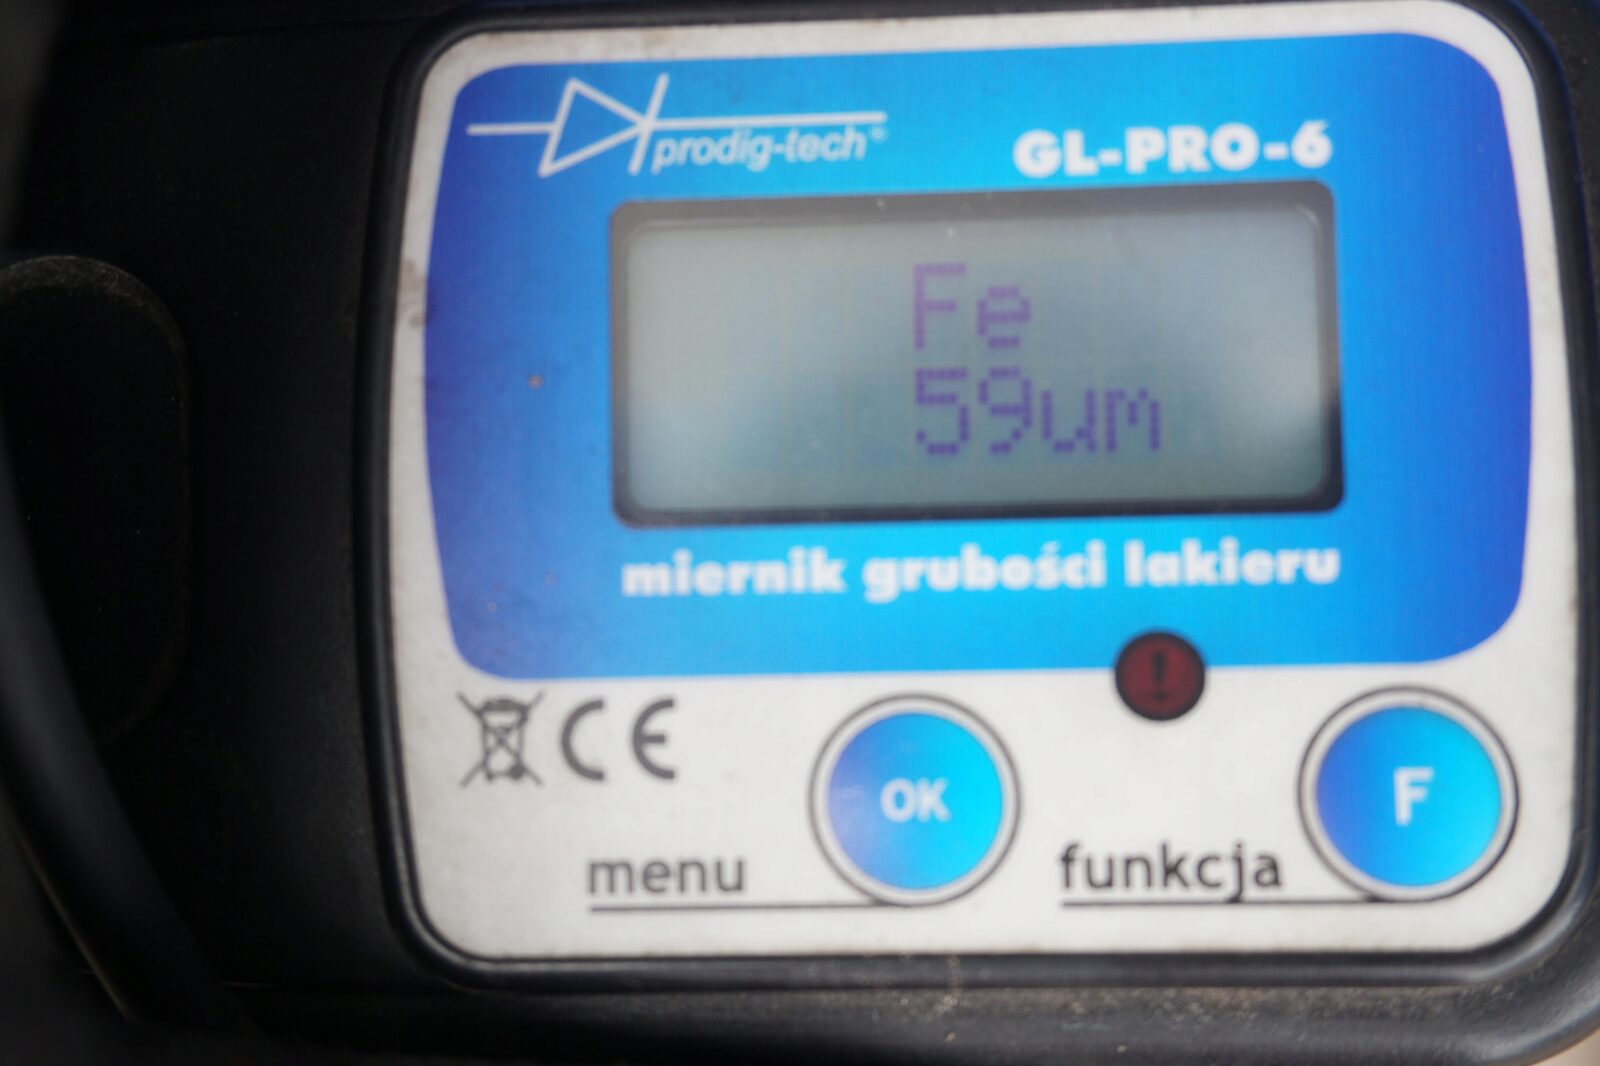 prodig-tech®
GL-PRO-6
Fe
59um
miernik grubości lakieru
!
CE
OK
F
menu
funkcja